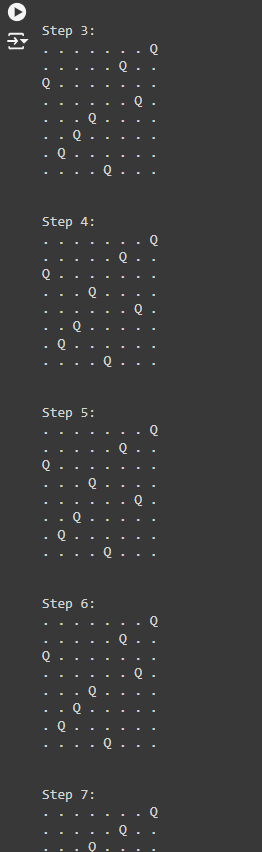 Step 3:
. . . . . . . Q
. . . . . Q . .
Q . . . . . . .
. . . . . . Q .
. . . Q . . . .
. . Q . . . . .
. Q . . . . . .
. . . . Q . . .
Step 4:
. . . . . . . Q
. . . . . Q . .
Q . . . . . . .
. . . Q . . . .
. . . . . . Q .
. . Q . . . . .
. Q . . . . . .
. . . . Q . . .
Step 5:
. . . . . . . Q
. . . . . Q . .
Q . . . . . . .
. . . Q . . . .
. . . . . . Q .
. . Q . . . . .
. Q . . . . . .
. . . . Q . . .
Step 6:
. . . . . . . Q
. . . . . Q . .
Q . . . . . . .
. . . . . . Q .
. . . Q . . . .
. . Q . . . . .
. Q . . . . . .
. . . . Q . . .
Step 7:
. . . . . . . Q
. . . . . Q . .
. . . Q . . . .